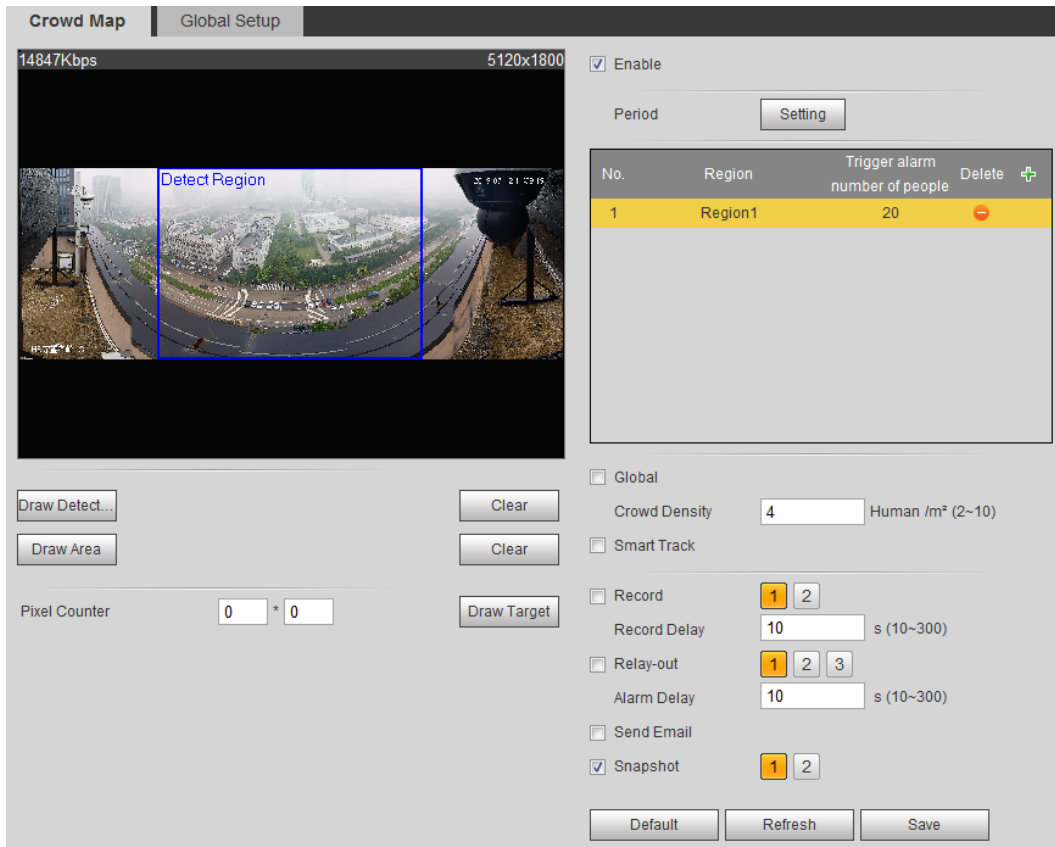 Crowd Map
Global Setup
14847Kbps
5120x1800
Detect Region
Draw Detect...
Clear
Draw Area
Clear
Pixel Counter
0 * 0
Draw Target
Enable
Period
Setting
No. Region Trigger alarm number of people Delete
1 Region1 20
Global
Crowd Density 4 Human /m² (2~10)
Smart Track
Record 1 2
Record Delay 10 s (10~300)
Relay-out 1 2 3
Alarm Delay 10 s (10~300)
Send Email
Snapshot 1 2
Default Refresh Save